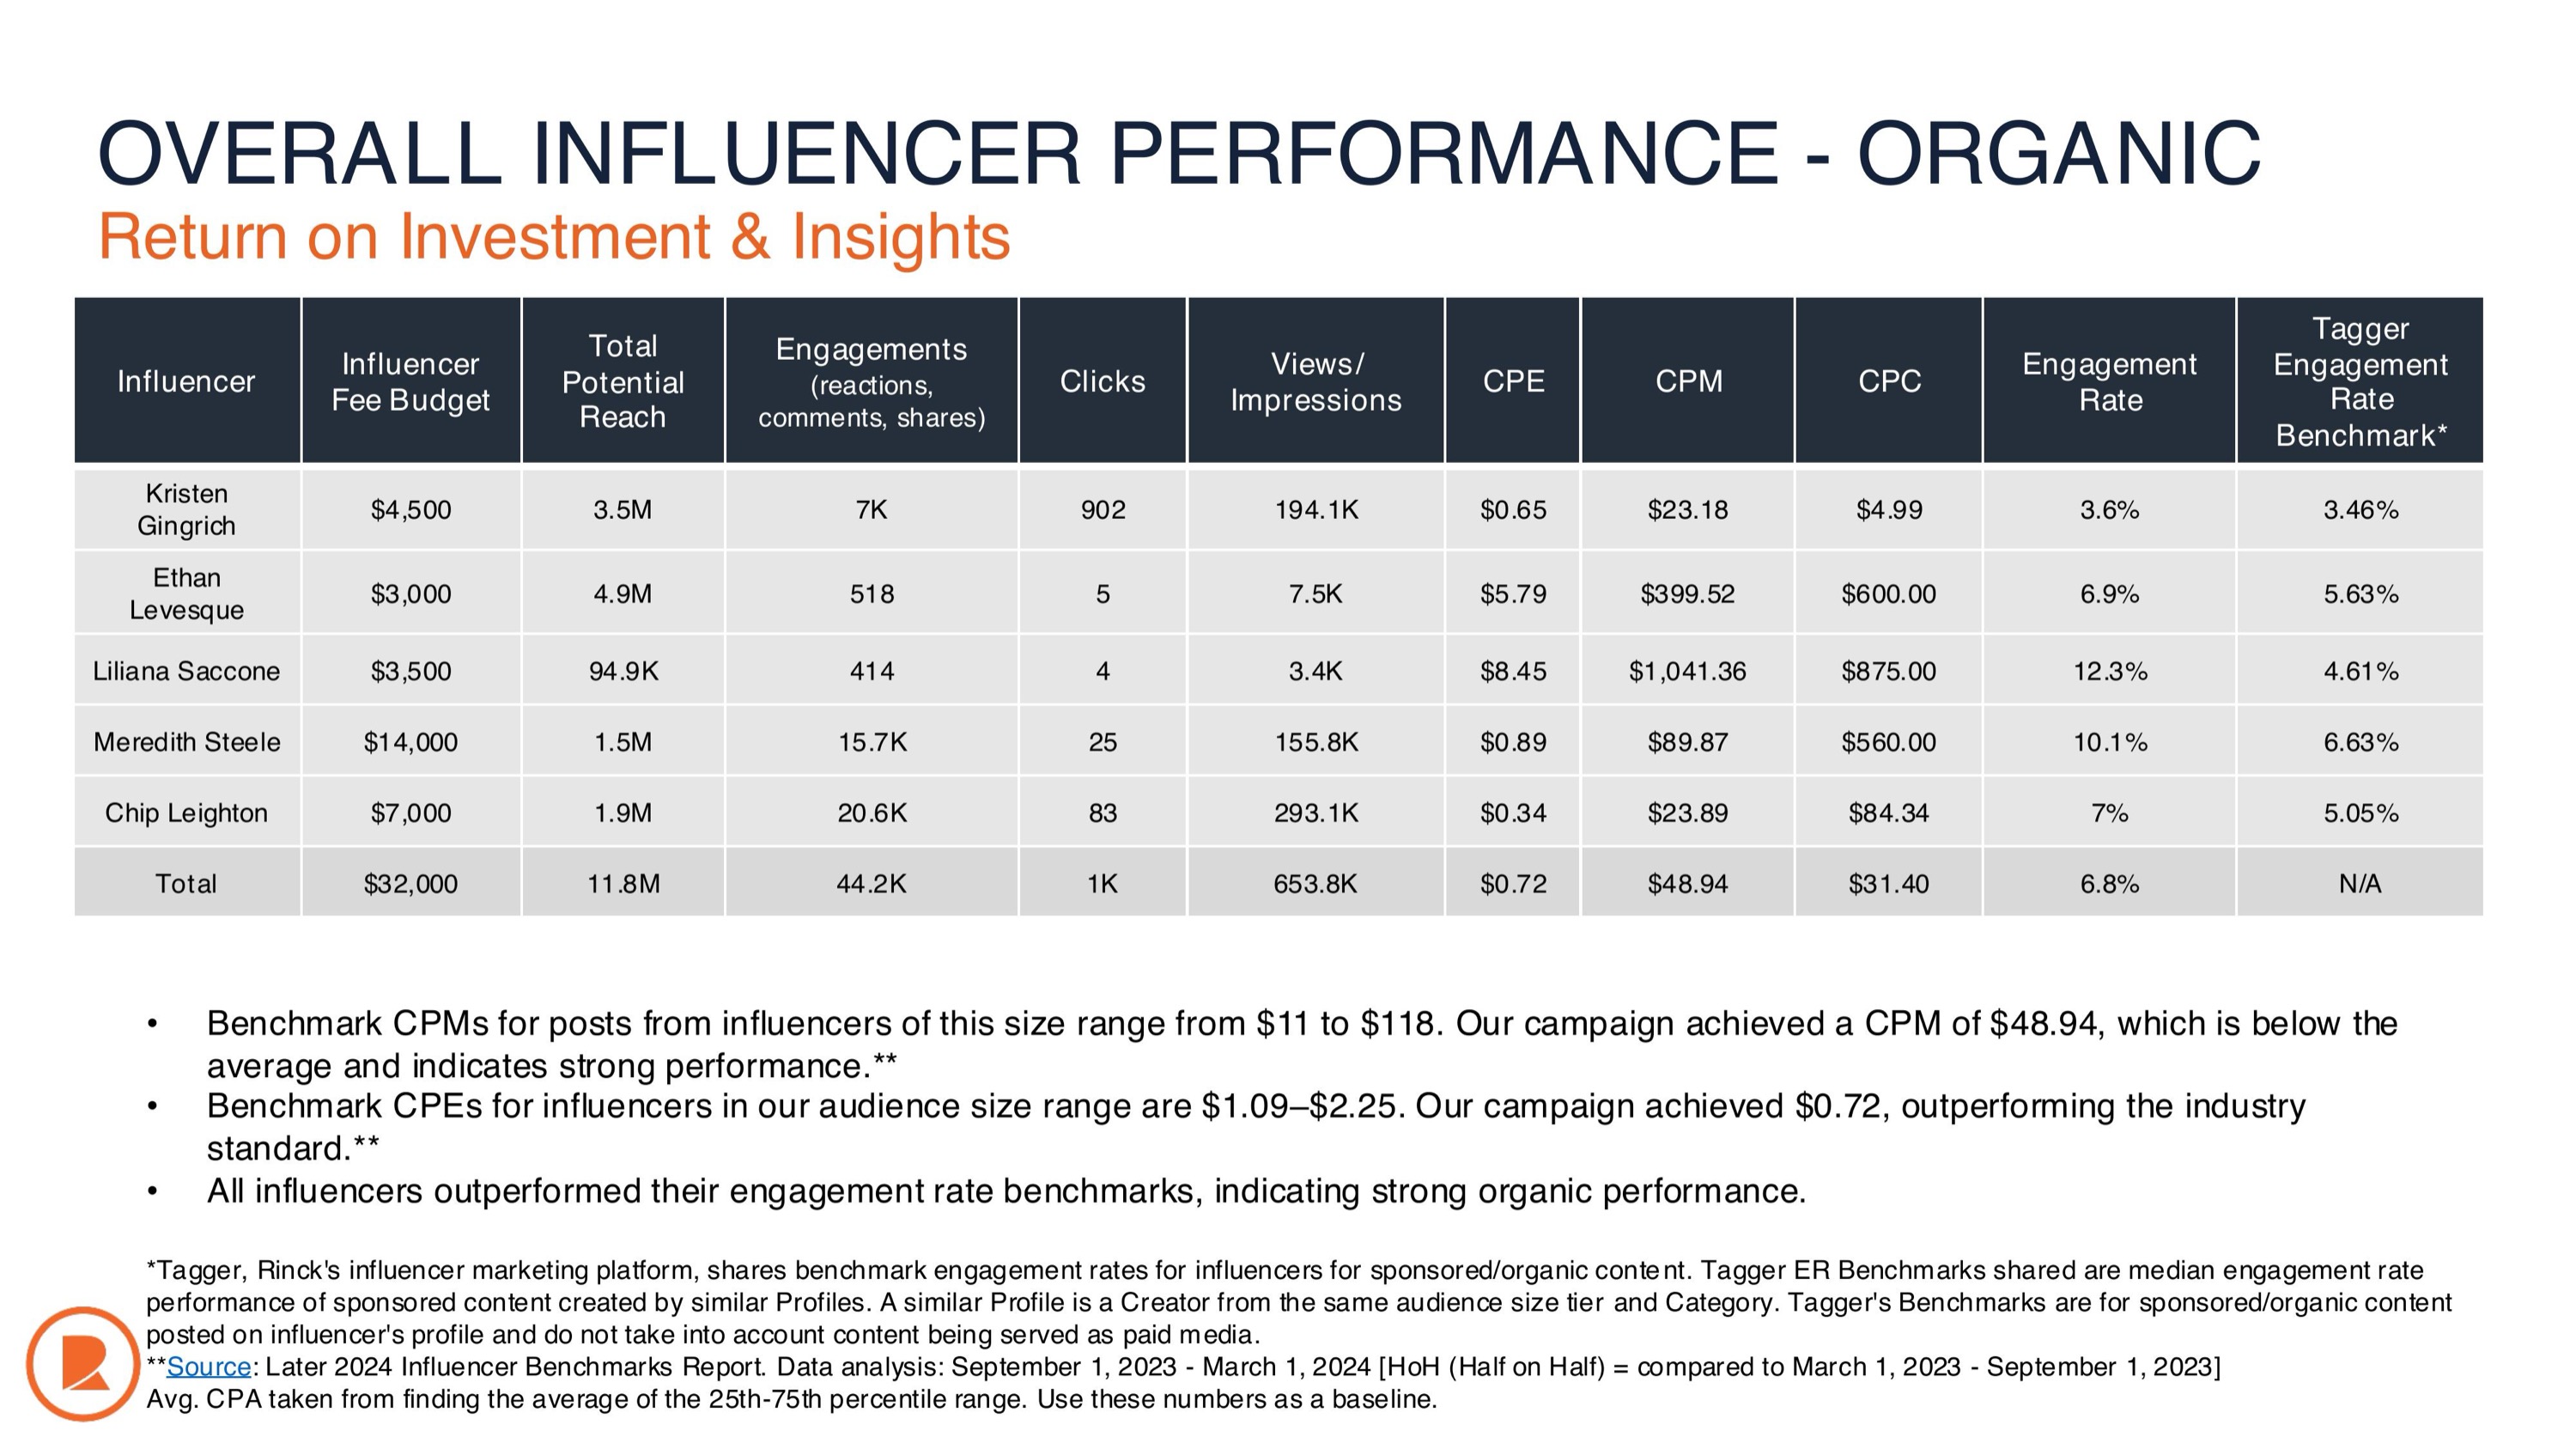 OVERALL INFLUENCER PERFORMANCE - ORGANIC
Return on Investment & Insights
Influencer
Influencer
Fee Budget
Total
Potential
Reach
Engagements
(reactions,
comments, shares)
Clicks
Views/
Impressions
CPE
CPM
CPC
Engagement
Rate
Tagger
Engagement
Rate
Benchmark*
Kristen
Gingrich
$4,500
3.5M
7K
902
194.1K
$0.65
$23.18
$4.99
3.6%
3.46%
Ethan
Levesque
$3,000
4.9M
518
5
7.5K
$5.79
$399.52
$600.00
6.9%
5.63%
Liliana Saccone
$3,500
94.9K
414
4
3.4K
$8.45
$1,041.36
$875.00
12.3%
4.61%
Meredith Steele
$14,000
1.5M
15.7K
25
155.8K
$0.89
$89.87
$560.00
10.1%
6.63%
Chip Leighton
$7,000
1.9M
20.6K
83
293.1K
$0.34
$23.89
$84.34
7%
5.05%
Total
$32,000
11.8M
44.2K
1K
653.8K
$0.72
$48.94
$31.40
6.8%
N/A
• Benchmark CPMs for posts from influencers of this size range from $11 to $118. Our campaign achieved a CPM of $48.94, which is below the
average and indicates strong performance.**
• Benchmark CPEs for influencers in our audience size range are $1.09–$2.25. Our campaign achieved $0.72, outperforming the industry
standard.**
• All influencers outperformed their engagement rate benchmarks, indicating strong organic performance.
*Tagger, Rinck's influencer marketing platform, shares benchmark engagement rates for influencers for sponsored/organic content. Tagger ER Benchmarks shared are median engagement rate
performance of sponsored content created by similar Profiles. A similar Profile is a Creator from the same audience size tier and Category. Tagger's Benchmarks are for sponsored/organic content
posted on influencer's profile and do not take into account content being served as paid media.
**Source: Later 2024 Influencer Benchmarks Report. Data analysis: September 1, 2023 - March 1, 2024 [HoH (Half on Half) = compared to March 1, 2023 - September 1, 2023]
Avg. CPA taken from finding the average of the 25th-75th percentile range. Use these numbers as a baseline.
R